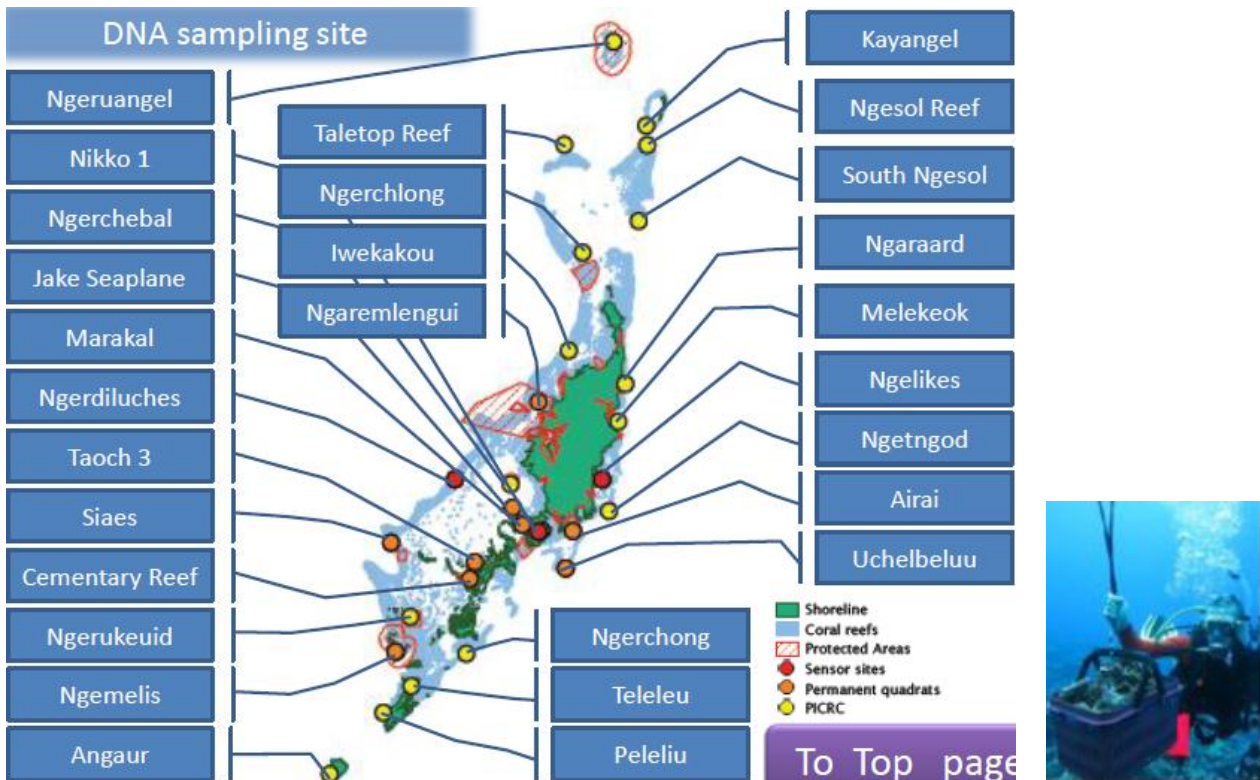 DNA sampling site
Ngeruangel
Nikko 1
Ngerchebal
Jake Seaplane
Marakal
Ngerdiluches
Taoch 3
Siaes
Cementary Reef
Ngerukeuid
Ngemelis
Angaur
Taletop Reef
Ngerchlong
Iwekakou
Ngaremlengui
Kayangel
Ngesol Reef
South Ngesol
Ngaraard
Melekeok
Ngelikes
Ngetngod
Airai
Uchelbeluu
Ngerchong
Teleleu
Peleliu
Shoreline
Coral reefs
Protected Areas
Sensor sites
Permanent quadrats
PICRC
To Top page